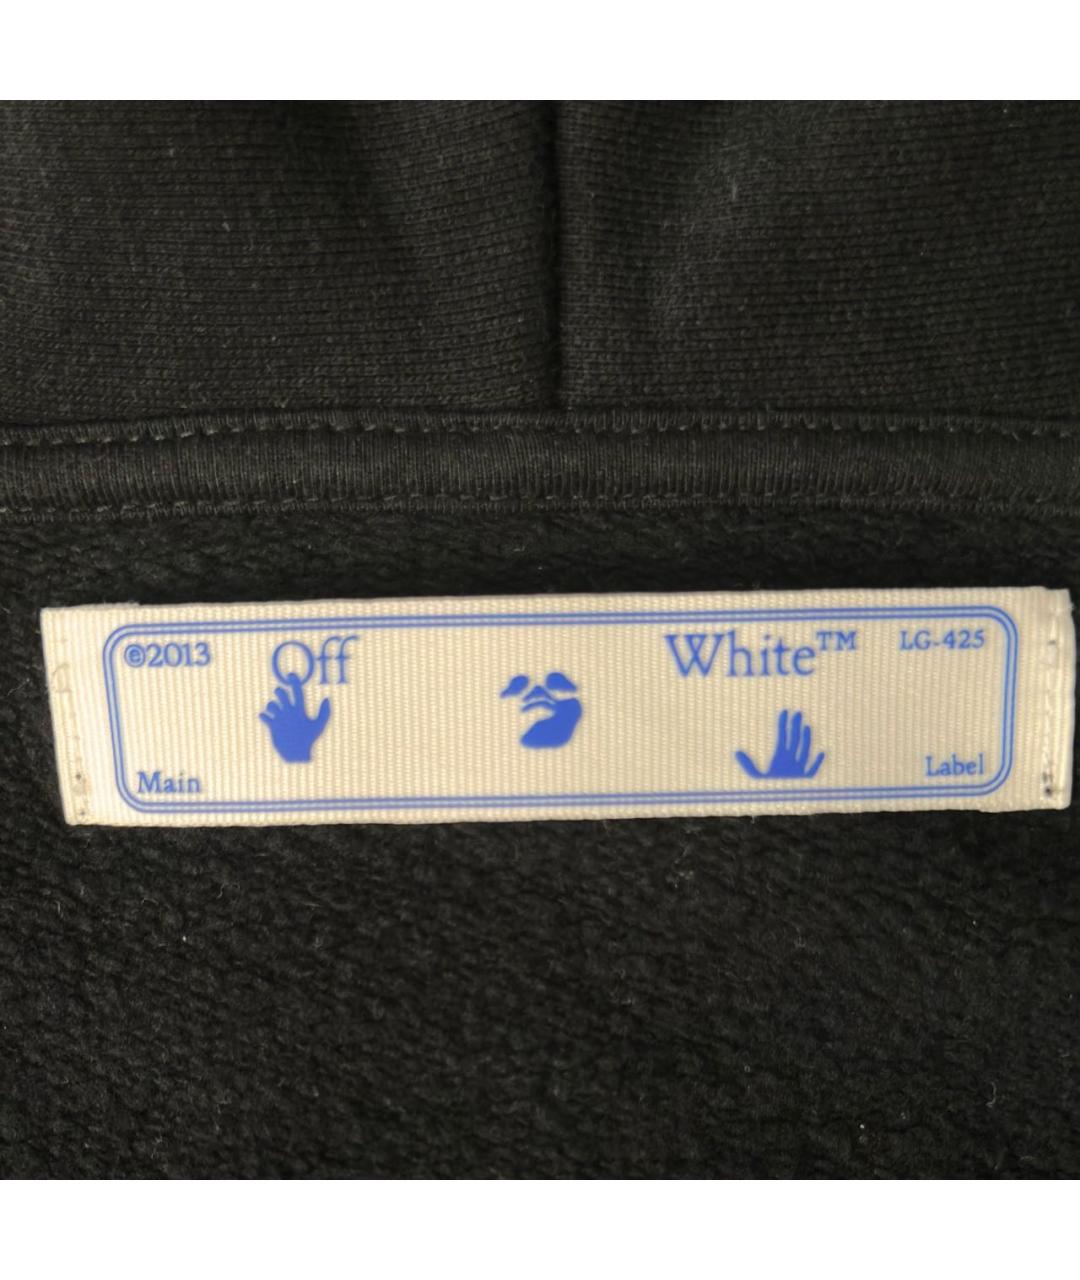 ©2013 Off White™ LG-425
Main Label